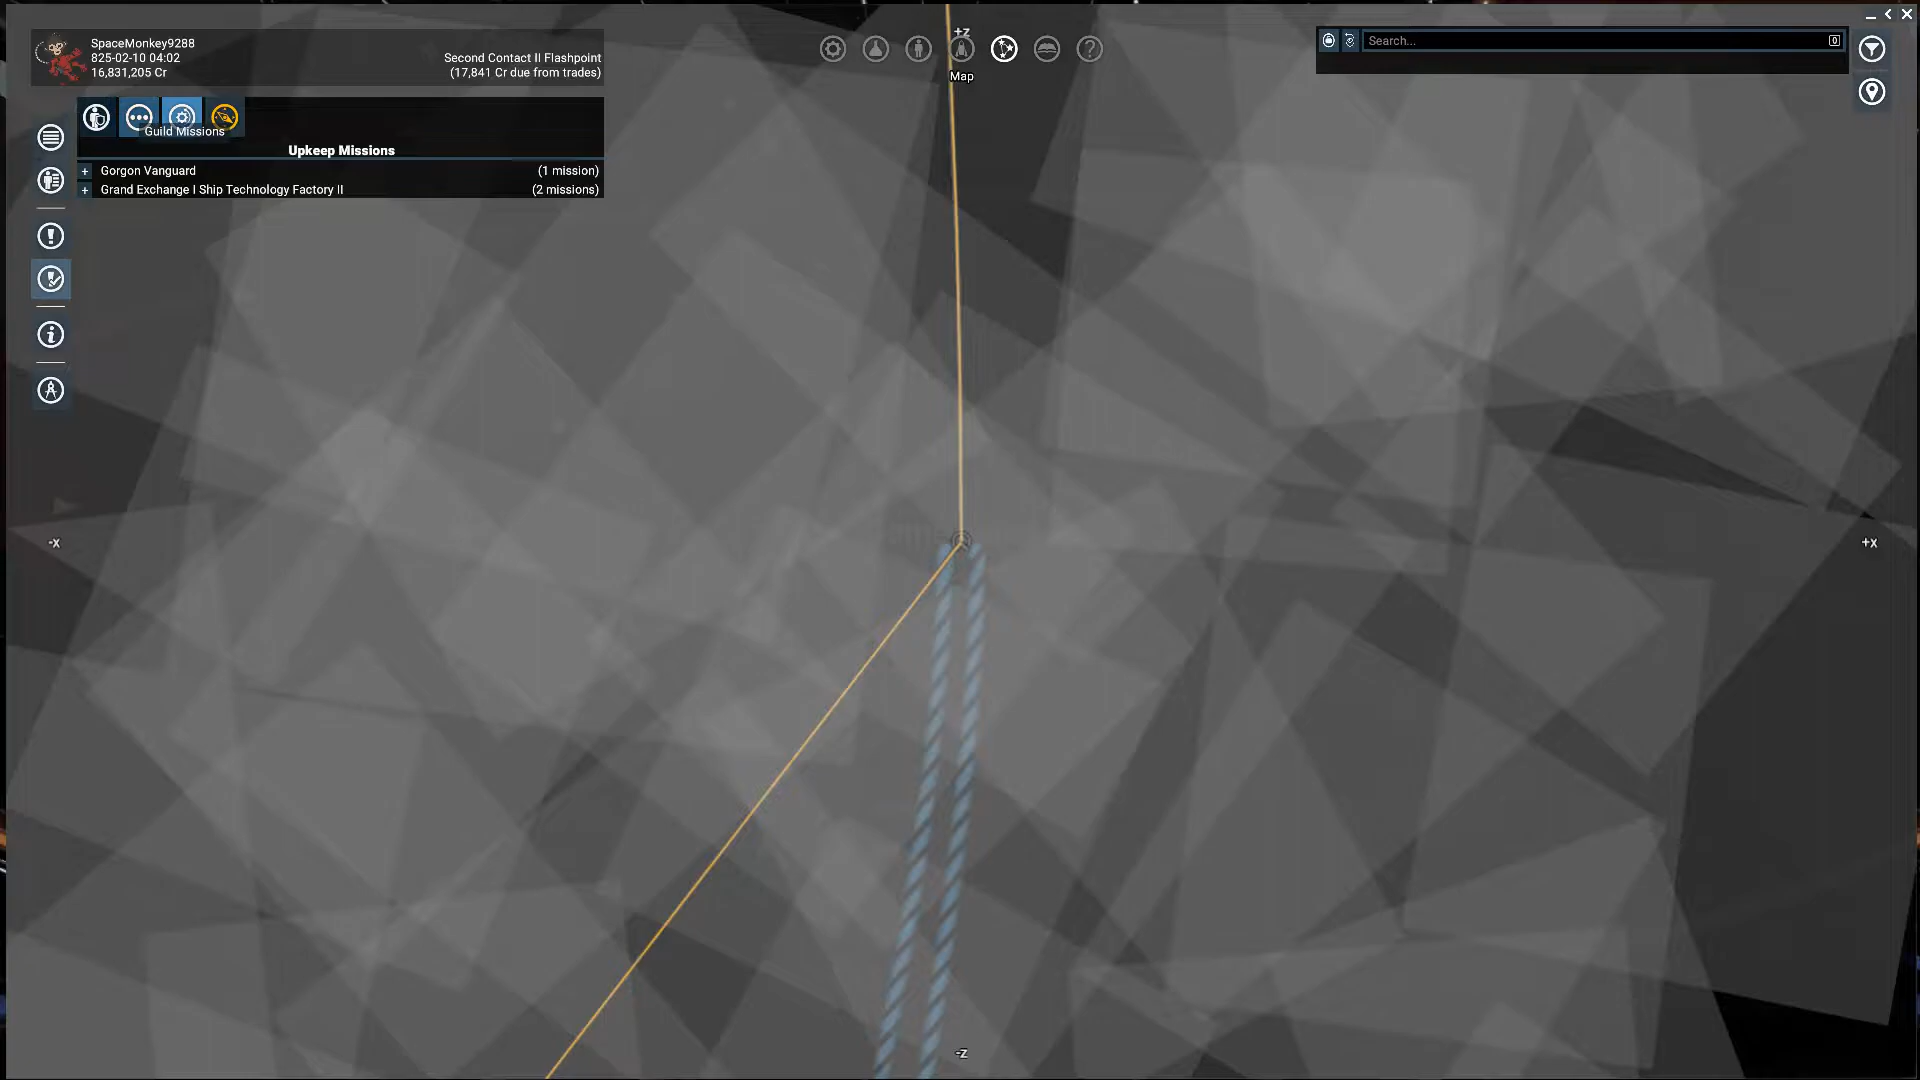 SpaceMonkey9288
825-02-10 04:02
16,831,205 Cr
Second Contact II Flashpoint
(17,841 Cr due from trades)
+Z
Map
Search...
Guild Missions
Upkeep Missions
+ Gorgon Vanguard (1 mission)
+ Grand Exchange I Ship Technology Factory II (2 missions)
-X
+X
-Z